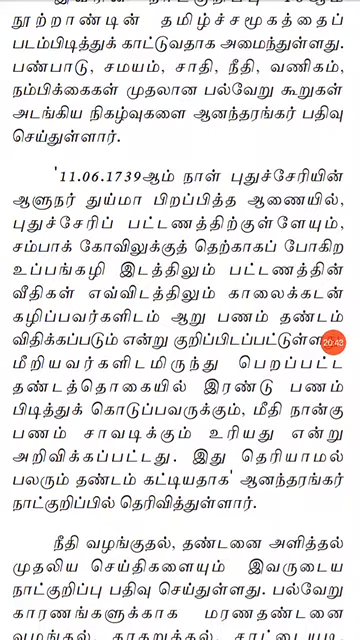 நூற்றாண்டின் தமிழ்ச்சமூகத்தைப்
படம்பிடித்துக் காட்டுவதாக அமைந்துள்ளது.
பண்பாடு, சமயம், சாதி, நீதி, வணிகம்,
நம்பிக்கைகள் முதலான பல்வேறு கூறுகள்
அடங்கிய நிகழ்வுகளை ஆனந்தரங்கர் பதிவு
செய்துள்ளார்.
'11.06.1739ஆம் நாள் புதுச்சேரியின்
ஆளுநர் துய்மா பிறப்பித்த ஆணையில்,
புதுச்சேரிப் பட்டணத்திற்குள்ளேயும்,
சம்பாக் கோவிலுக்குத் தெற்காகப் போகிற
உப்பங்கழி இடத்திலும் பட்டணத்தின்
வீதிகள் எவ்விடத்திலும் காலைக்கடன்
கழிப்பவர்களிடம் ஆறு பணம் தண்டம்
விதிக்கப்படும் என்று குறிப்பிடப்பட்டுள்ள
20:43
மீறியவர்களிடமிருந்து பெறப்பட்ட
தண்டத்தொகையில் இரண்டு பணம்
பிடித்துக் கொடுப்பவருக்கும், மீதி நான்கு
பணம் சாவடிக்கும் உரியது என்று
அறிவிக்கப்பட்டது. இது தெரியாமல்
பலரும் தண்டம் கட்டியதாக' ஆனந்தரங்கர்
நாட்குறிப்பில் தெரிவித்துள்ளார்.
நீதி வழங்குதல், தண்டனை அளித்தல்
முதலிய செய்திகளையும் இவருடைய
நாட்குறிப்பு பதிவு செய்துள்ளது. பல்வேறு
காரணங்களுக்காக மரணதண்டனை